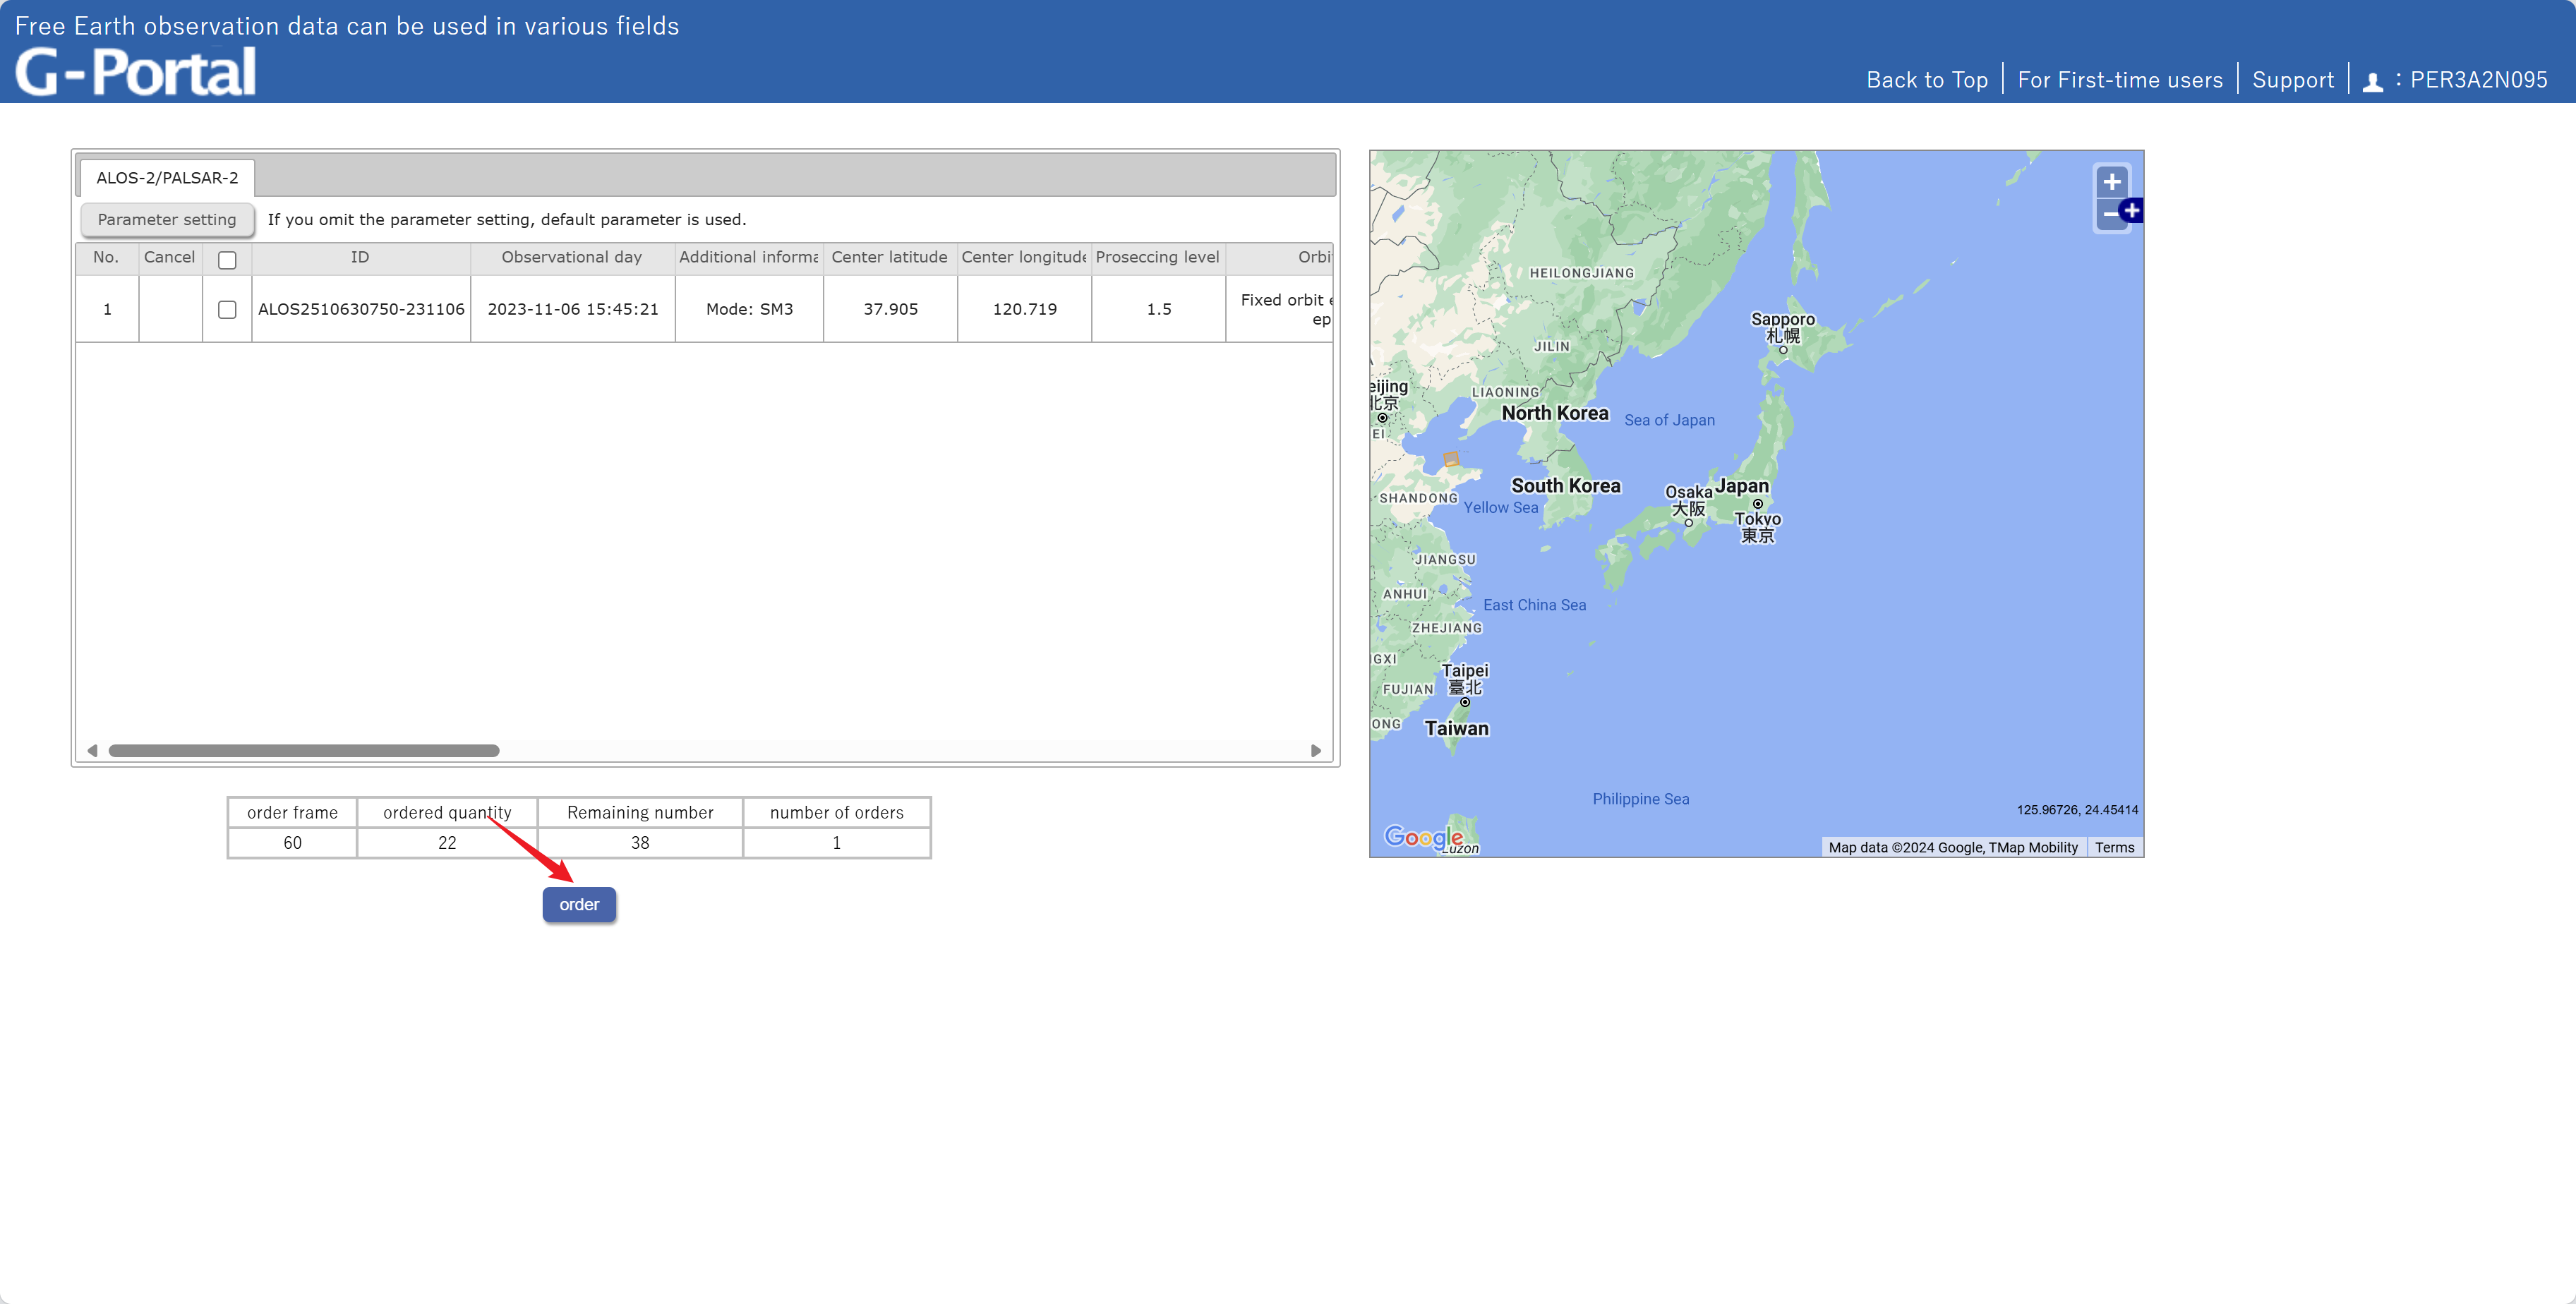 Free Earth observation data can be used in various fields
G-Portal
Back to Top
For First-time users
Support
: PER3A2N095
ALOS-2/PALSAR-2
Parameter setting
If you omit the parameter setting, default parameter is used.
No. Cancel ID Observational day Additional informa Center latitude Center longitude Proseccing level Orbi
1 ALOS2510630750-231106 2023-11-06 15:45:21 Mode: SM3 37.905 120.719 1.5 Fixed orbit e
ep
order frame ordered quantity Remaining number number of orders
60 22 38 1
order
+
−
+
HEILONGJIANG
Sapporo
札幌
JILIN
eijing
北京
LIAONING
North Korea
Sea of Japan
EI
South Korea
SHANDONG
Yellow Sea
Osaka
大阪
Japan
Tokyo
東京
JIANGSU
ANHUI
East China Sea
ZHEJIANG
GXI
Taipei
臺北
FUJIAN
ONG
Taiwan
Philippine Sea
125.96726, 24.45414
Google
Luzon
Map data ©2024 Google, TMap Mobility
Terms